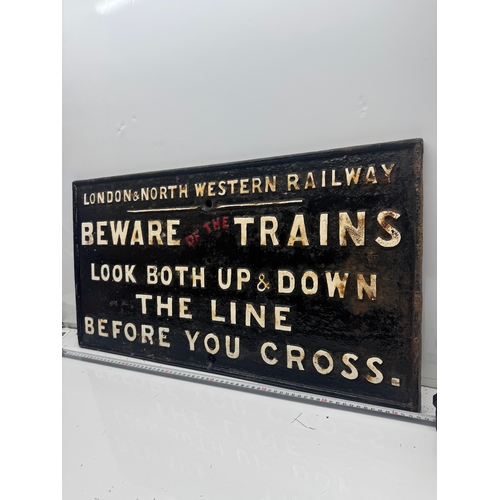 LONDON & NORTH WESTERN RAILWAY
BEWARE OF THE TRAINS
LOOK BOTH UP & DOWN
THE LINE
BEFORE YOU CROSS.